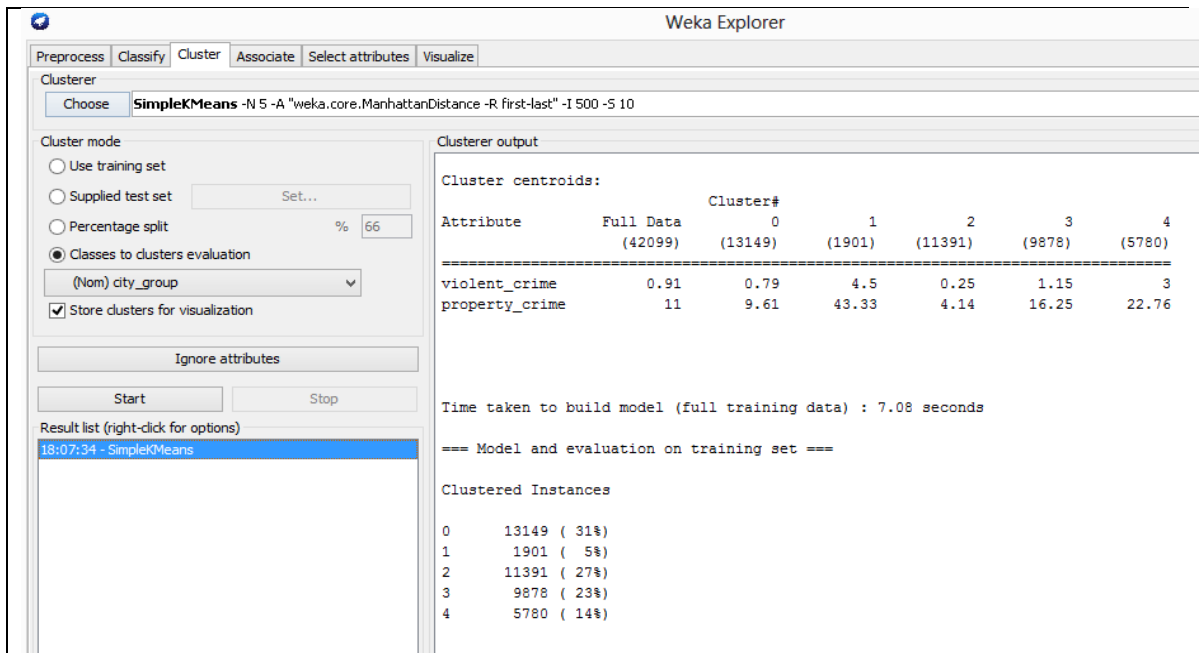 Weka Explorer
Preprocess Classify Cluster Associate Select attributes Visualize
Clusterer
Choose SimpleKMeans -N 5 -A "weka.core.ManhattanDistance -R first-last" -I 500 -S 10
Cluster mode
Use training set
Supplied test set Set...
Percentage split % 66
Classes to clusters evaluation
(Nom) city_group
Store clusters for visualization
Ignore attributes
Start Stop
Result list (right-click for options)
18:07:34 - SimpleKMeans
Clusterer output
Cluster centroids:
Cluster#
Attribute Full Data 0 1 2 3 4
(42099) (13149) (1901) (11391) (9878) (5780)
==========================================================================================
violent_crime 0.91 0.79 4.5 0.25 1.15 3
property_crime 11 9.61 43.33 4.14 16.25 22.76
Time taken to build model (full training data) : 7.08 seconds
=== Model and evaluation on training set ===
Clustered Instances
0 13149 ( 31%)
1 1901 ( 5%)
2 11391 ( 27%)
3 9878 ( 23%)
4 5780 ( 14%)